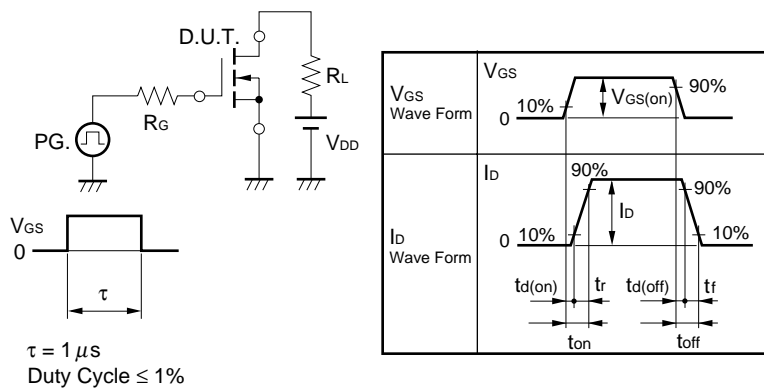 D.U.T.
RL
RG
PG.
VDD
VGS
0
τ
τ = 1 μs
Duty Cycle ≤ 1%
VGS
Wave Form
VGS
10%
0
VGS(on)
90%
ID
Wave Form
ID
90%
90%
ID
0
10%
10%
td(on)
tr
td(off)
tf
ton
toff